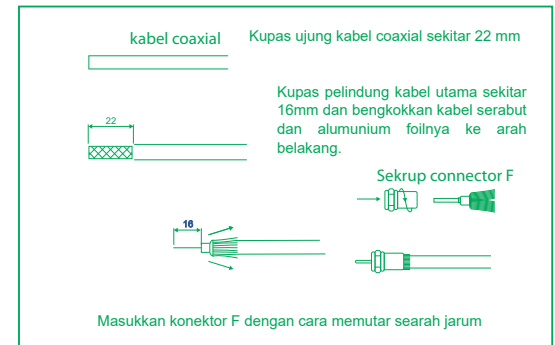 kabel coaxial
Kupas ujung kabel coaxial sekitar 22 mm
Kupas pelindung kabel utama sekitar
16mm dan bengkokkan kabel serabut
dan alumunium foilnya ke arah
belakang.
22
Sekrup connector F
16
Masukkan konektor F dengan cara memutar searah jarum